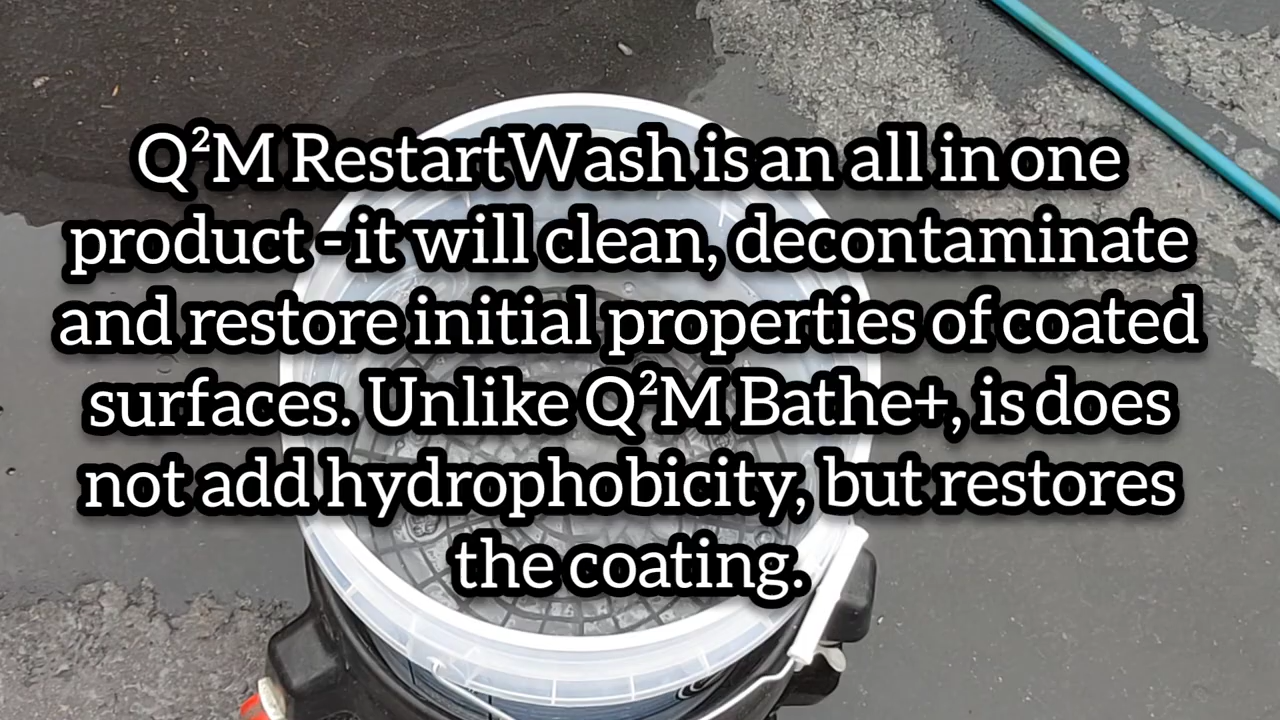 Q²M RestartWash is an all in one
product - it will clean, decontaminate
and restore initial properties of coated
surfaces. Unlike Q²M Bathe+, is does
not add hydrophobicity, but restores
the coating.